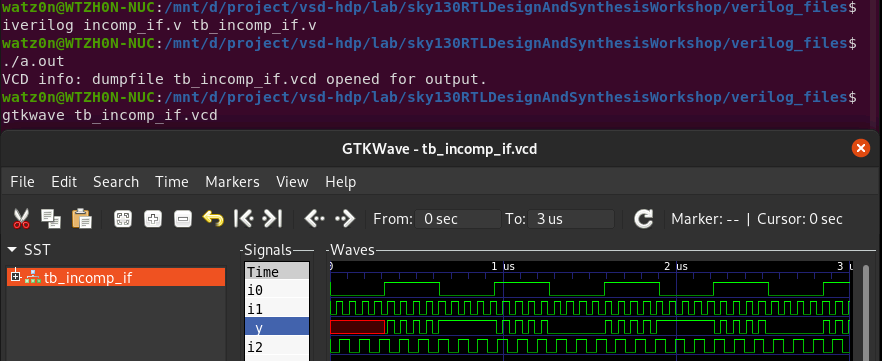 watz0n@WTZH0N-NUC:/mnt/d/project/vsd-hdp/lab/sky130RTLDesignAndSynthesisWorkshop/verilog_files$
iverilog incomp_if.v tb_incomp_if.v
watz0n@WTZH0N-NUC:/mnt/d/project/vsd-hdp/lab/sky130RTLDesignAndSynthesisWorkshop/verilog_files$
./a.out
VCD info: dumpfile tb_incomp_if.vcd opened for output.
watz0n@WTZH0N-NUC:/mnt/d/project/vsd-hdp/lab/sky130RTLDesignAndSynthesisWorkshop/verilog_files$
gtkwave tb_incomp_if.vcd
GTKWave - tb_incomp_if.vcd
File Edit Search Time Markers View Help
From: 0 sec To: 3 us Marker: -- | Cursor: 0 sec
SST Signals Waves
tb_incomp_if Time 0 1 us 2 us 3 u
i0
i1
y
i2